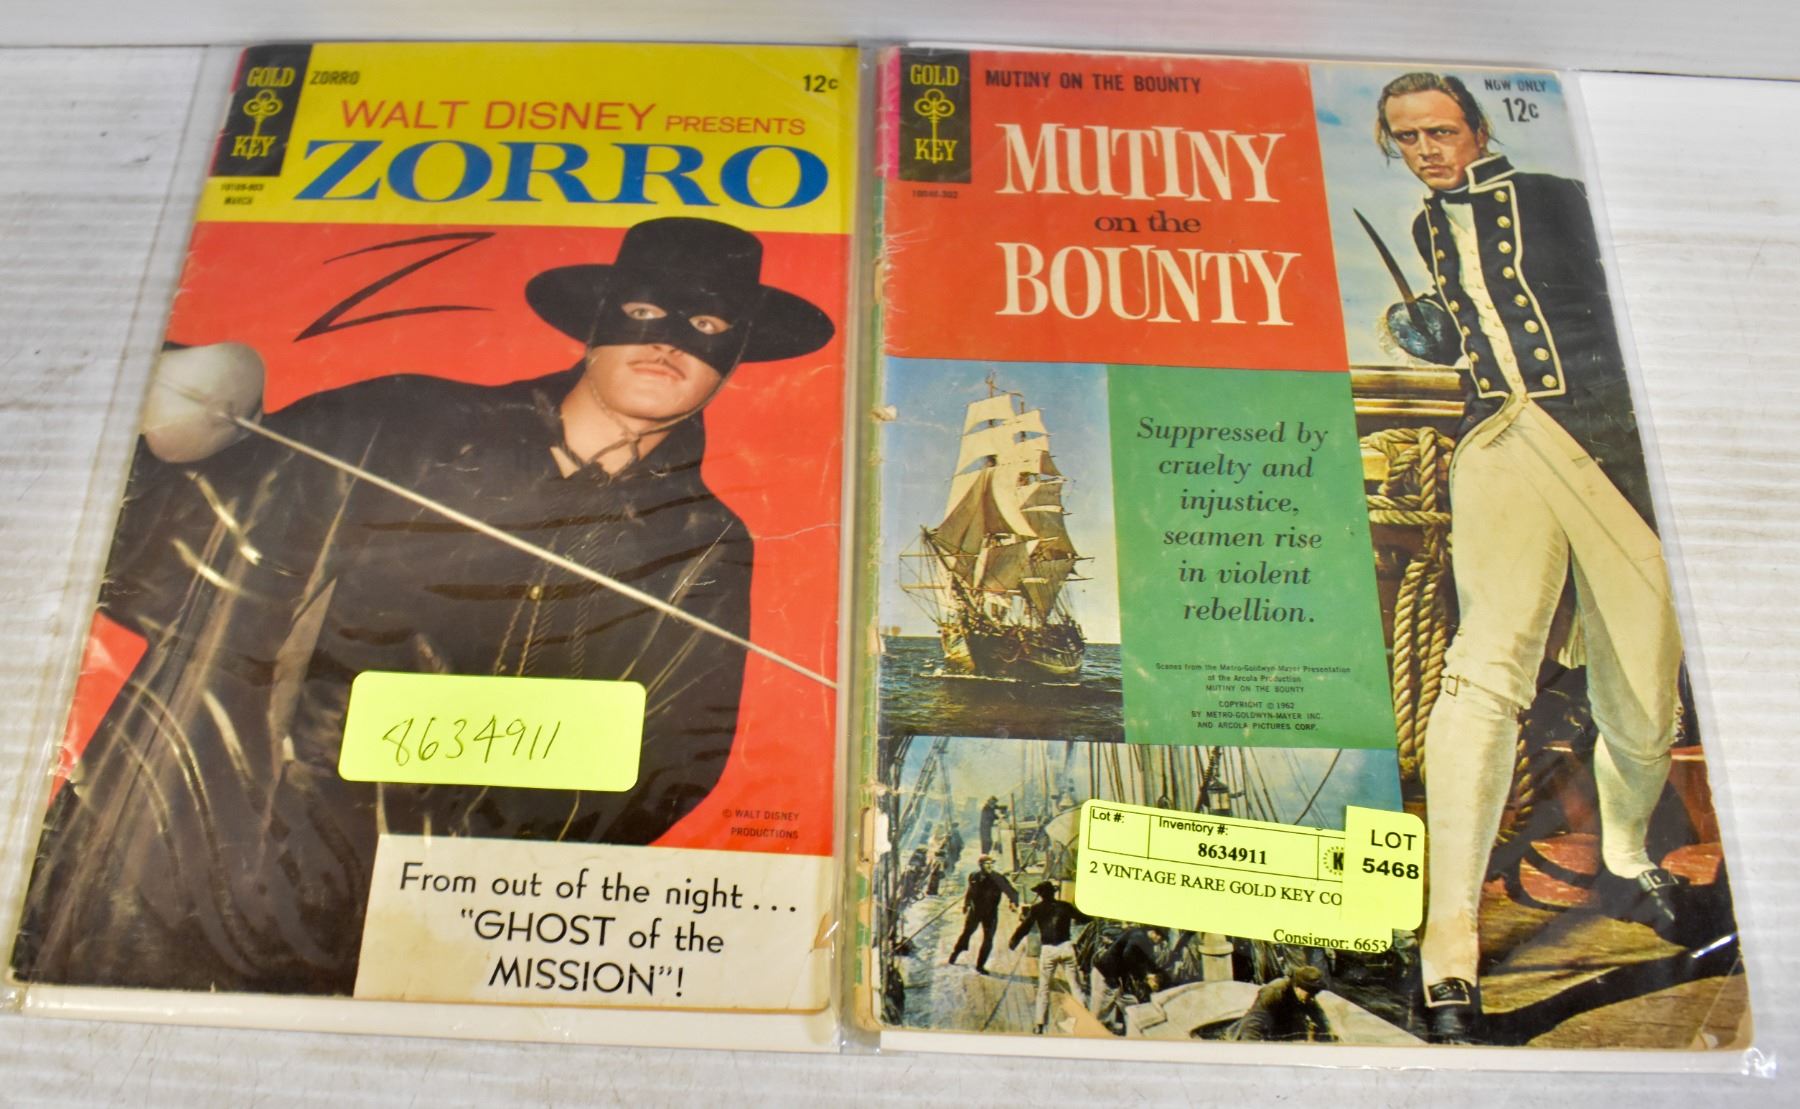 GOLD
KEY
ZORRO
12¢
WALT DISNEY PRESENTS
ZORRO
10189-903
MARCH
Z
8634911
© WALT DISNEY
PRODUCTIONS
From out of the night...
"GHOST of the
MISSION"!
GOLD
KEY
MUTINY ON THE BOUNTY
NOW ONLY
12¢
10040-302
MUTINY
on the
BOUNTY
Suppressed by
cruelty and
injustice,
seamen rise
in violent
rebellion.
Scenes from the Metro-Goldwyn-Mayer Presentation
of the Arcola Production
MUTINY ON THE BOUNTY
COPYRIGHT © 1962
BY METRO-GOLDWYN-MAYER INC.
AND ARCOLA PICTURES CORP.
Lot #:
Inventory #:
8634911
K
2 VINTAGE RARE GOLD KEY CO
Consignor: 6653
LOT
5468